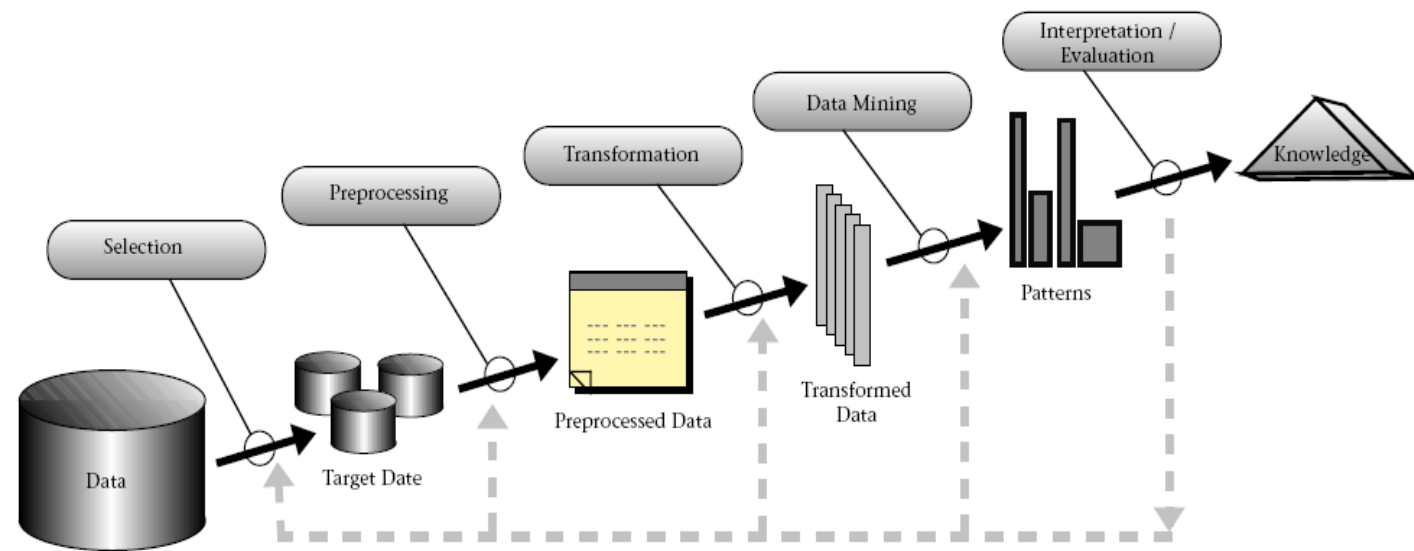 Interpretation /
Evaluation
Data Mining
Knowledge
Transformation
Preprocessing
Selection
Patterns
Transformed
Data
Preprocessed Data
Target Date
Data